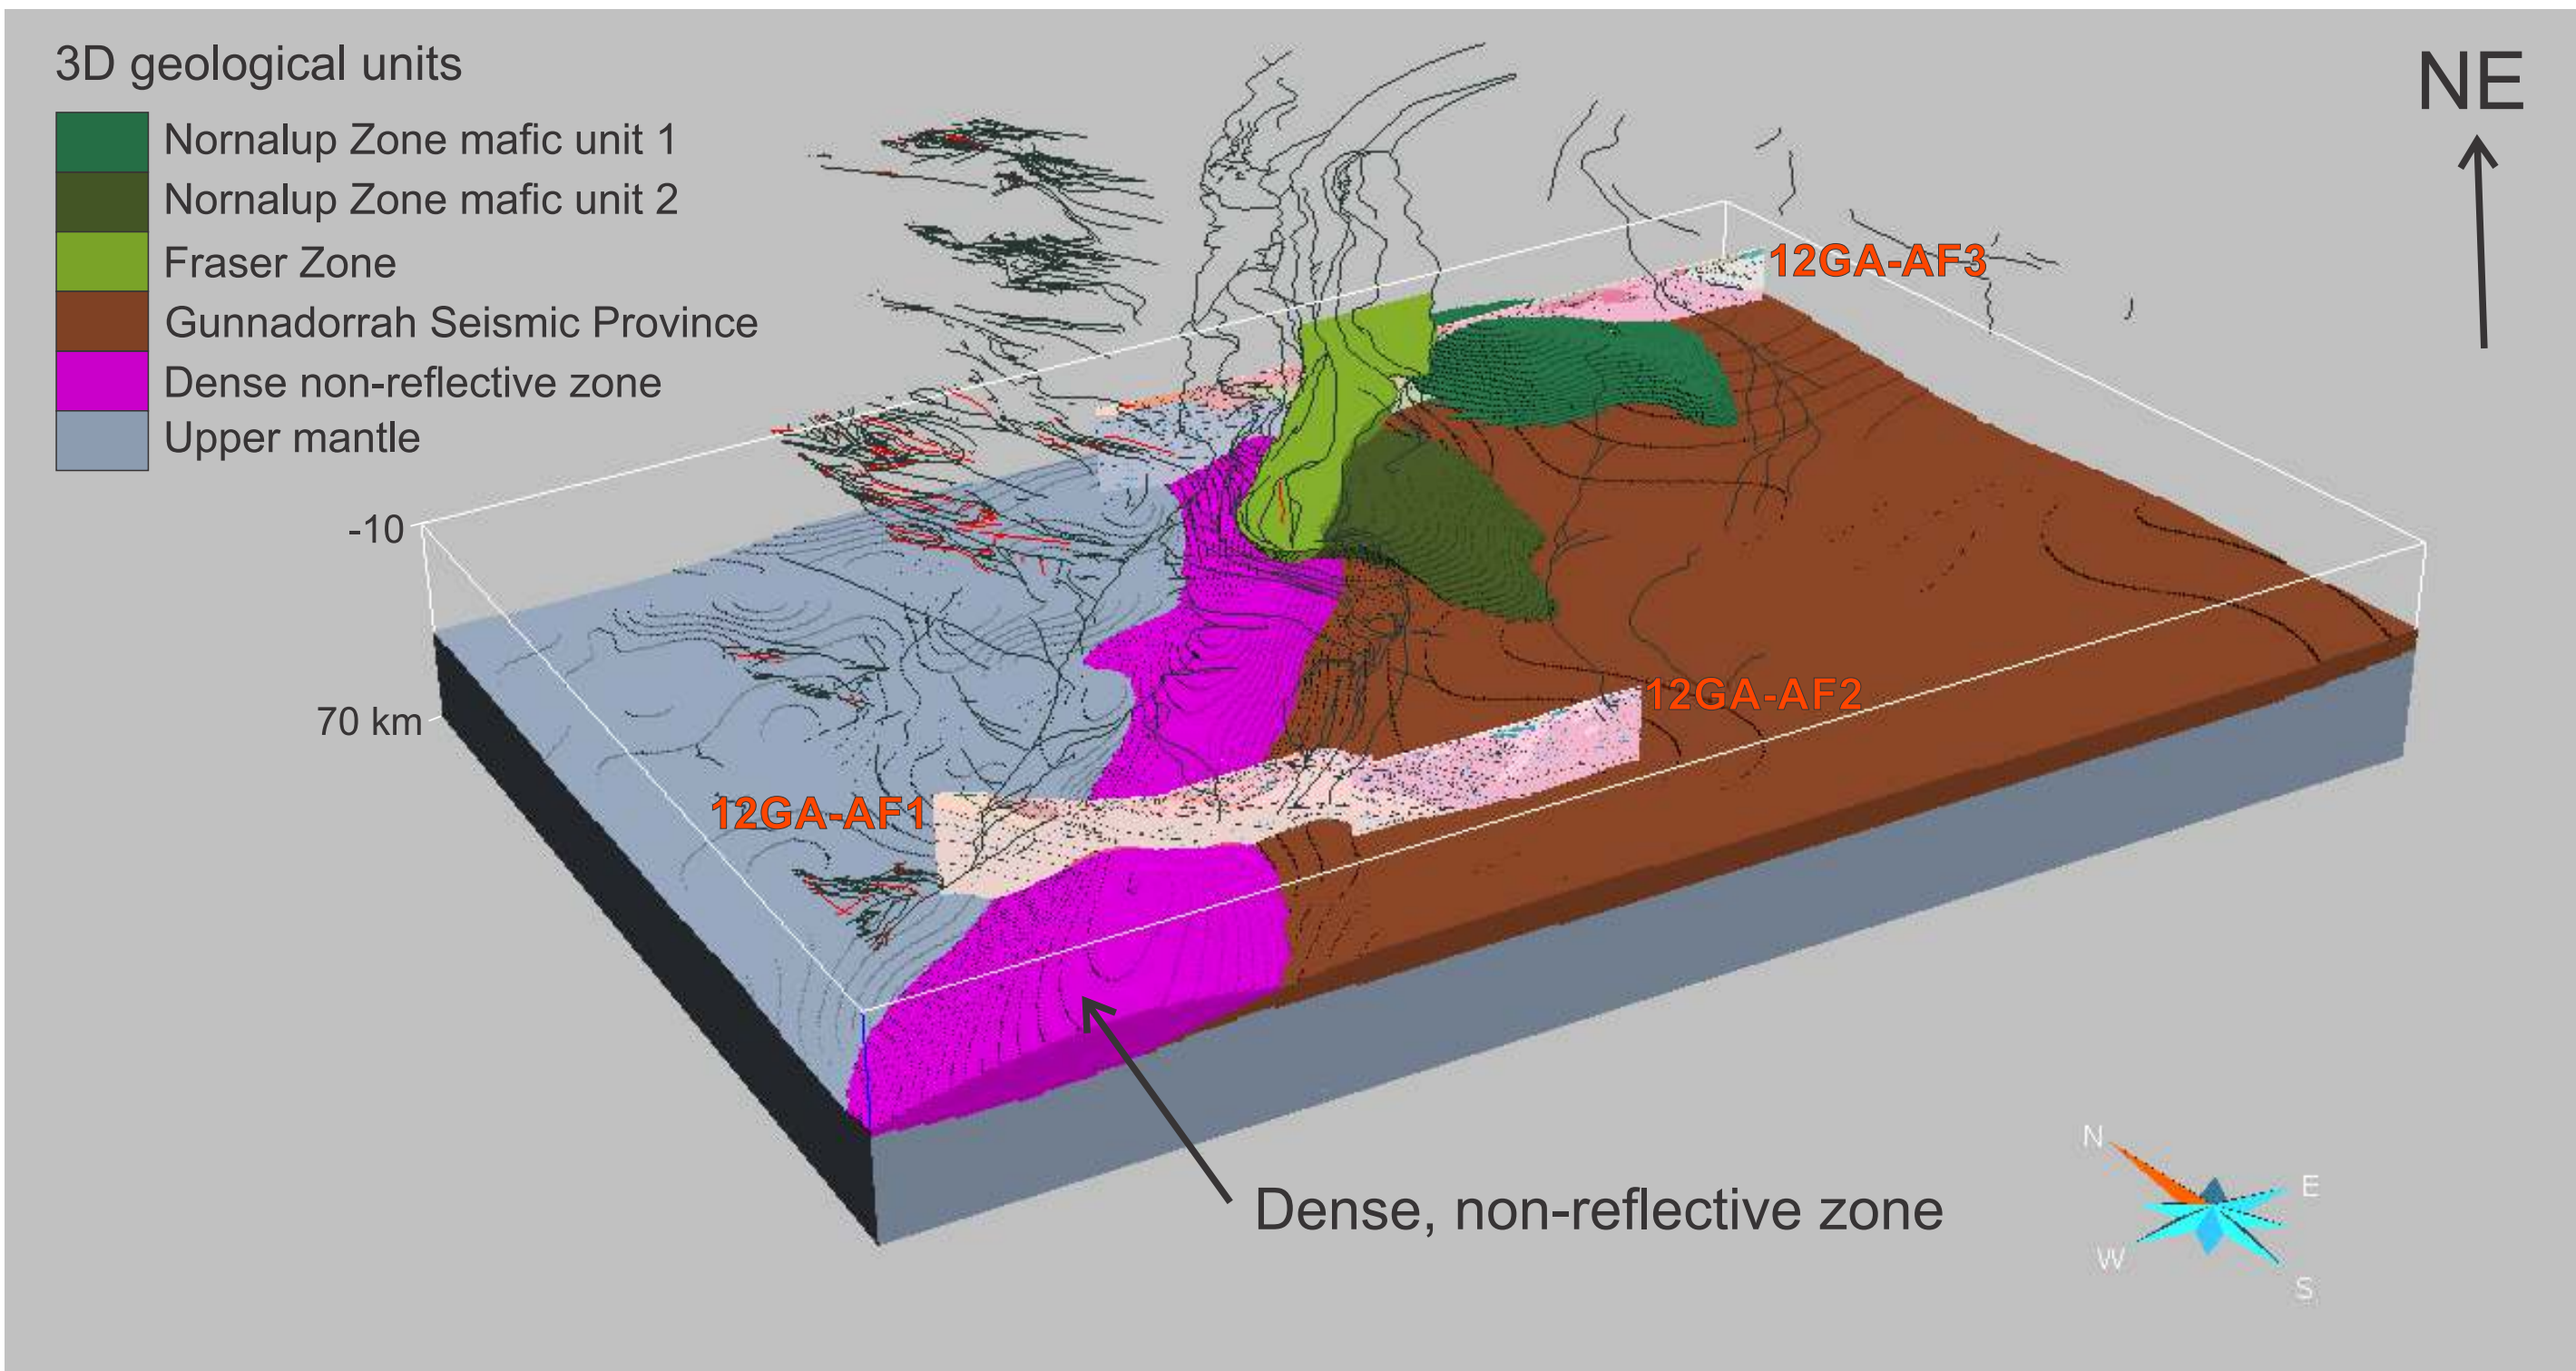 3D geological units
Nornalup Zone mafic unit 1
Nornalup Zone mafic unit 2
Fraser Zone
Gunnadorrah Seismic Province
Dense non-reflective zone
Upper mantle
NE
12GA-AF3
-10
70 km
12GA-AF2
12GA-AF1
Dense, non-reflective zone
N
E
W
S